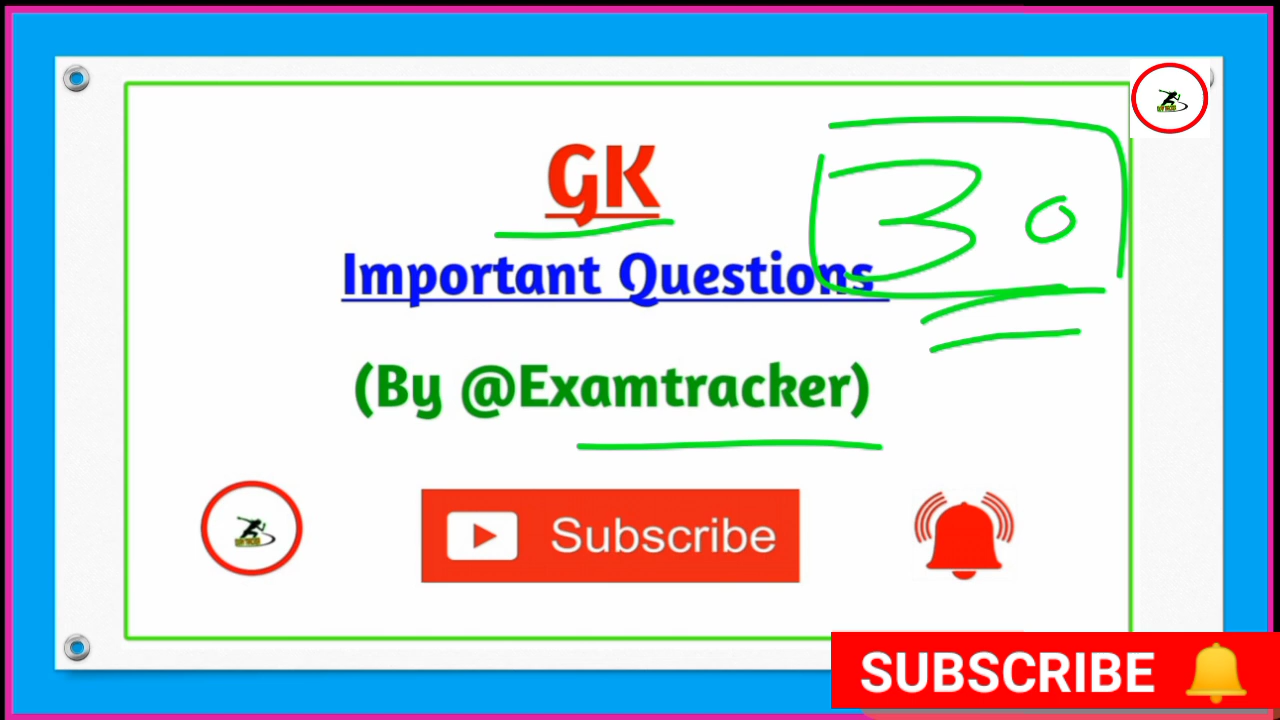 GK
30
Important Questions
(By @Examtracker)
Subscribe
SUBSCRIBE